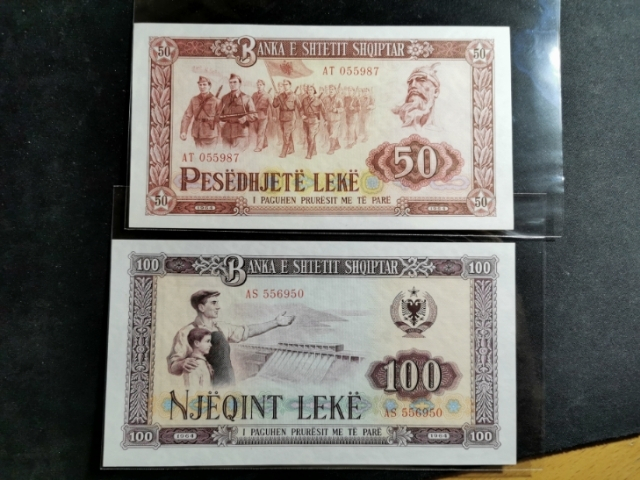 50 BANKA E SHTETIT SHQIPTAR 50
AT 055987
AT 055987
50
PESËDHJETË LEKË
50 I PAGUHEN PRURËSIT ME TË PARË 50
1964 1964
100 BANKA E SHTETIT SHQIPTAR 100
AS 556950
100
NJËQINT LEKË
AS 556950
100 1964 I PAGUHEN PRURËSIT ME TË PARË 1964 100